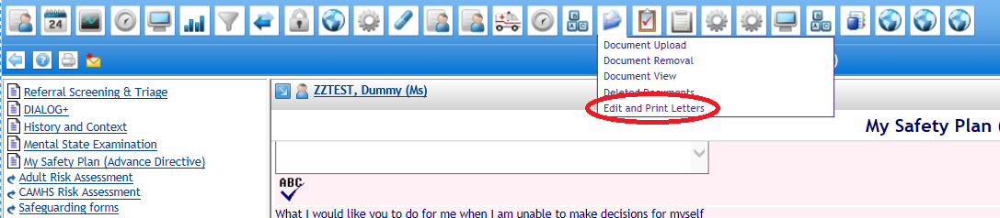 24
Document Upload
Document Removal
Document View
Deleted Documents
Edit and Print Letters
)
Referral Screening & Triage
DIALOG+
History and Context
Mental State Examination
My Safety Plan (Advance Directive)
Adult Risk Assessment
CAMHS Risk Assessment
Safeguarding forms
ZZTEST, Dummy (Ms)
My Safety Plan (
ABC
What I would like you to do for me when I am unable to make decisions for myself